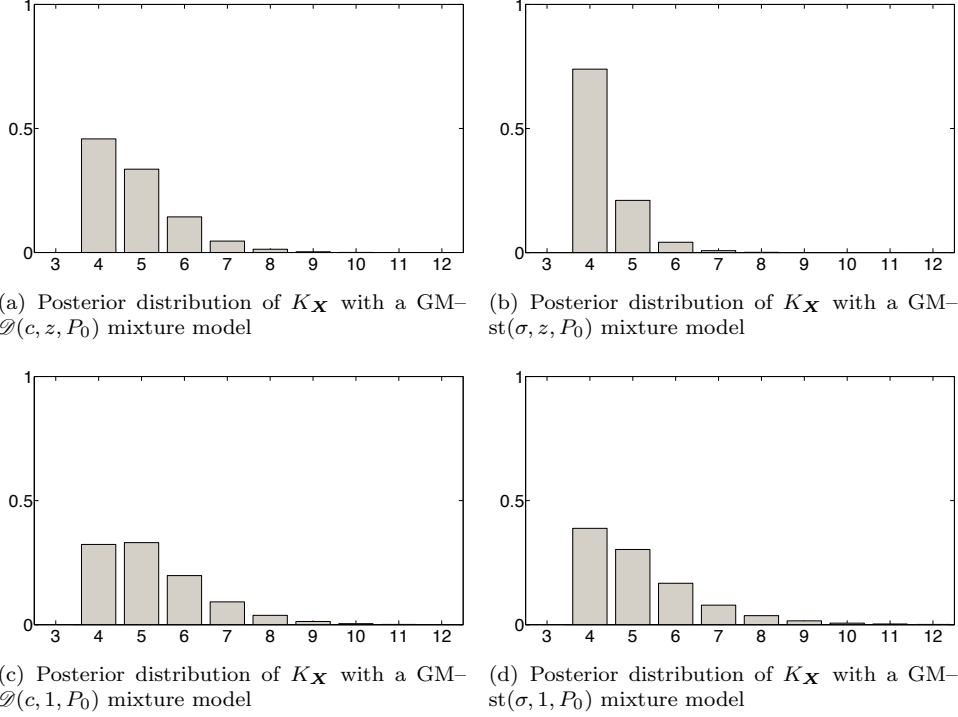 1
0.5
0
3 4 5 6 7 8 9 10 11 12
(a) Posterior distribution of K_X with a GM–
𝒟(c, z, P_0) mixture model
1
0.5
0
3 4 5 6 7 8 9 10 11 12
(b) Posterior distribution of K_X with a GM–
st(σ, z, P_0) mixture model
1
0.5
0
3 4 5 6 7 8 9 10 11 12
(c) Posterior distribution of K_X with a GM–
𝒟(c, 1, P_0) mixture model
1
0.5
0
3 4 5 6 7 8 9 10 11 12
(d) Posterior distribution of K_X with a GM–
st(σ, 1, P_0) mixture model